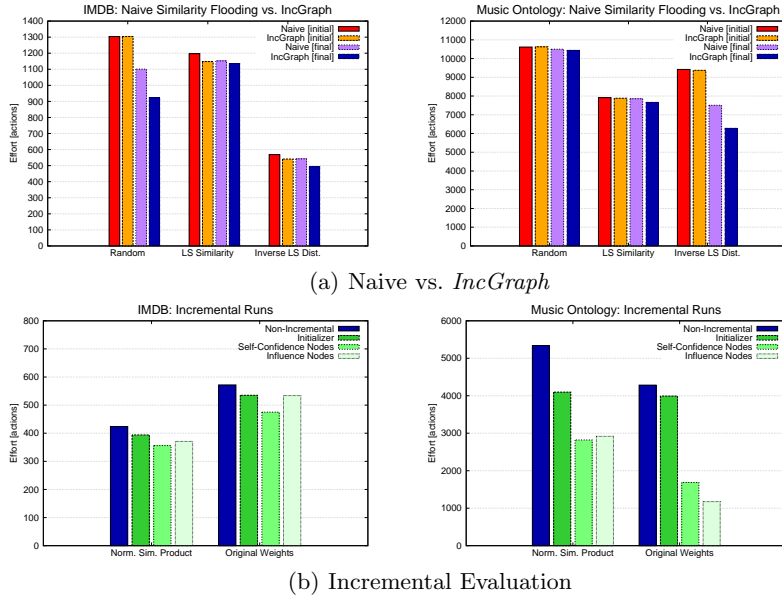 IMDB: Naive Similarity Flooding vs. IncGraph
Effort [actions]
1400
1300
1200
1100
1000
900
800
700
600
500
400
300
200
100
0
Naive [initial]
IncGraph [initial]
Naive [final]
IncGraph [final]
Random
LS Similarity
Inverse LS Dist.
Music Ontology: Naive Similarity Flooding vs. IncGraph
Effort [actions]
12000
11000
10000
9000
8000
7000
6000
5000
4000
3000
2000
1000
0
Naive [initial]
IncGraph [initial]
Naive [final]
IncGraph [final]
Random
LS Similarity
Inverse LS Dist.
(a) Naive vs. IncGraph
IMDB: Incremental Runs
Effort [actions]
800
700
600
500
400
300
200
100
0
Non-Incremental
Initializer
Self-Confidence Nodes
Influence Nodes
Norm. Sim. Product
Original Weights
Music Ontology: Incremental Runs
Effort [actions]
6000
5000
4000
3000
2000
1000
0
Non-Incremental
Initializer
Self-Confidence Nodes
Influence Nodes
Norm. Sim. Product
Original Weights
(b) Incremental Evaluation